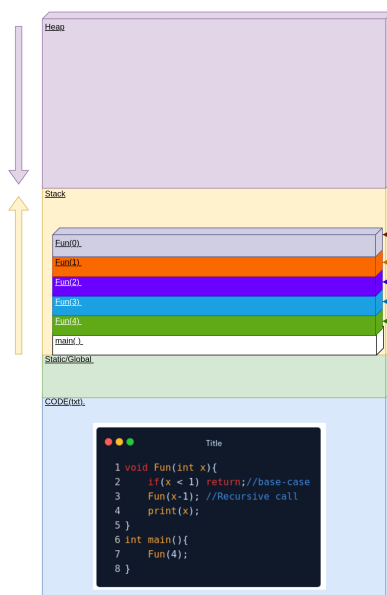 Heap
Stack
Fun(0)
Fun(1)
Fun(2)
Fun(3)
Fun(4)
main( )
Static/Global
CODE(txt).
Title
1 void Fun(int x){
2     if(x < 1) return;//base-case
3     Fun(x-1); //Recursive call
4     print(x);
5 }
6 int main(){
7     Fun(4);
8 }